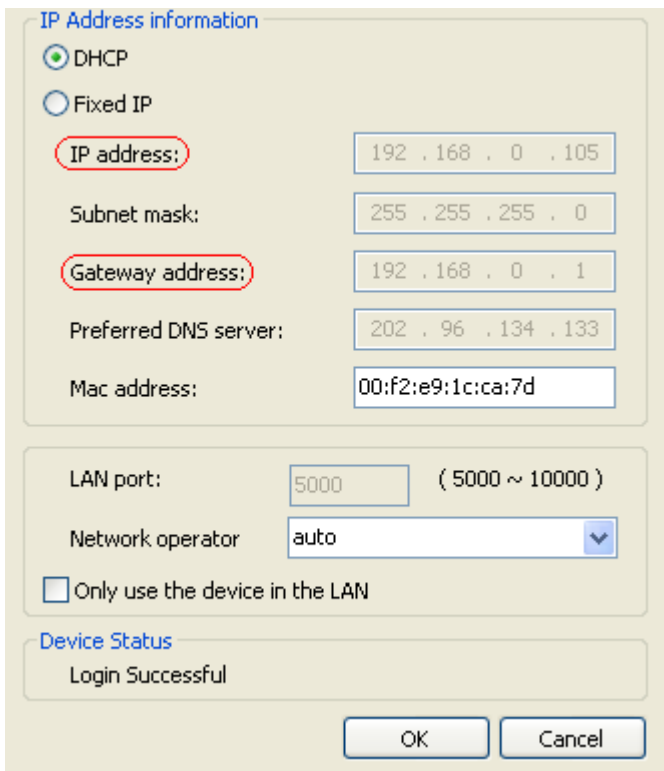 IP Address information
DHCP
Fixed IP
IP address: 192 . 168 . 0 . 105
Subnet mask: 255 . 255 . 255 . 0
Gateway address: 192 . 168 . 0 . 1
Preferred DNS server: 202 . 96 . 134 . 133
Mac address: 00:f2:e9:1c:ca:7d
LAN port: 5000 ( 5000 ~ 10000 )
Network operator auto
Only use the device in the LAN
Device Status
Login Successful
OK Cancel